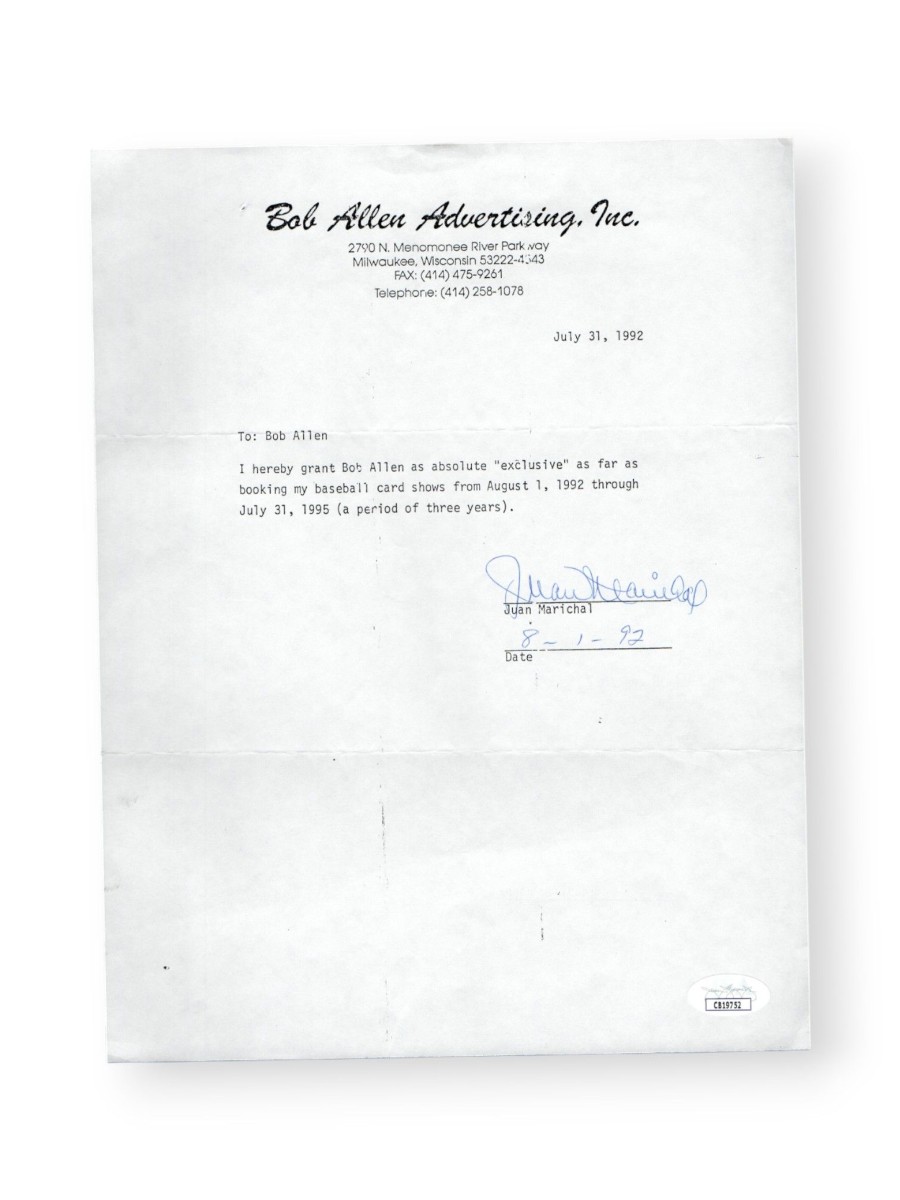 Bob Allen Advertising, Inc.
2790 N. Menomonee River Parkway
Milwaukee, Wisconsin 53222-4343
FAX: (414) 475-9261
Telephone: (414) 258-1078
July 31, 1992
To: Bob Allen
I hereby grant Bob Allen as absolute "exclusive" as far as
booking my baseball card shows from August 1, 1992 through
July 31, 1995 (a period of three years).
Juan Marichal
Juan Marichal
8-1-92
Date
CB19752